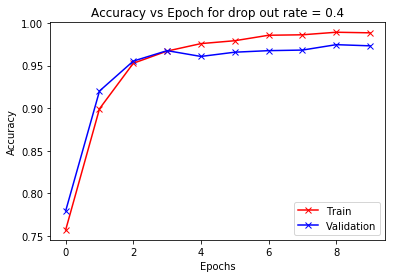 Accuracy vs Epoch for drop out rate = 0.4
1.00
0.95
0.90
0.85
0.80
0.75
Accuracy
0 2 4 6 8
Epochs
Train
Validation